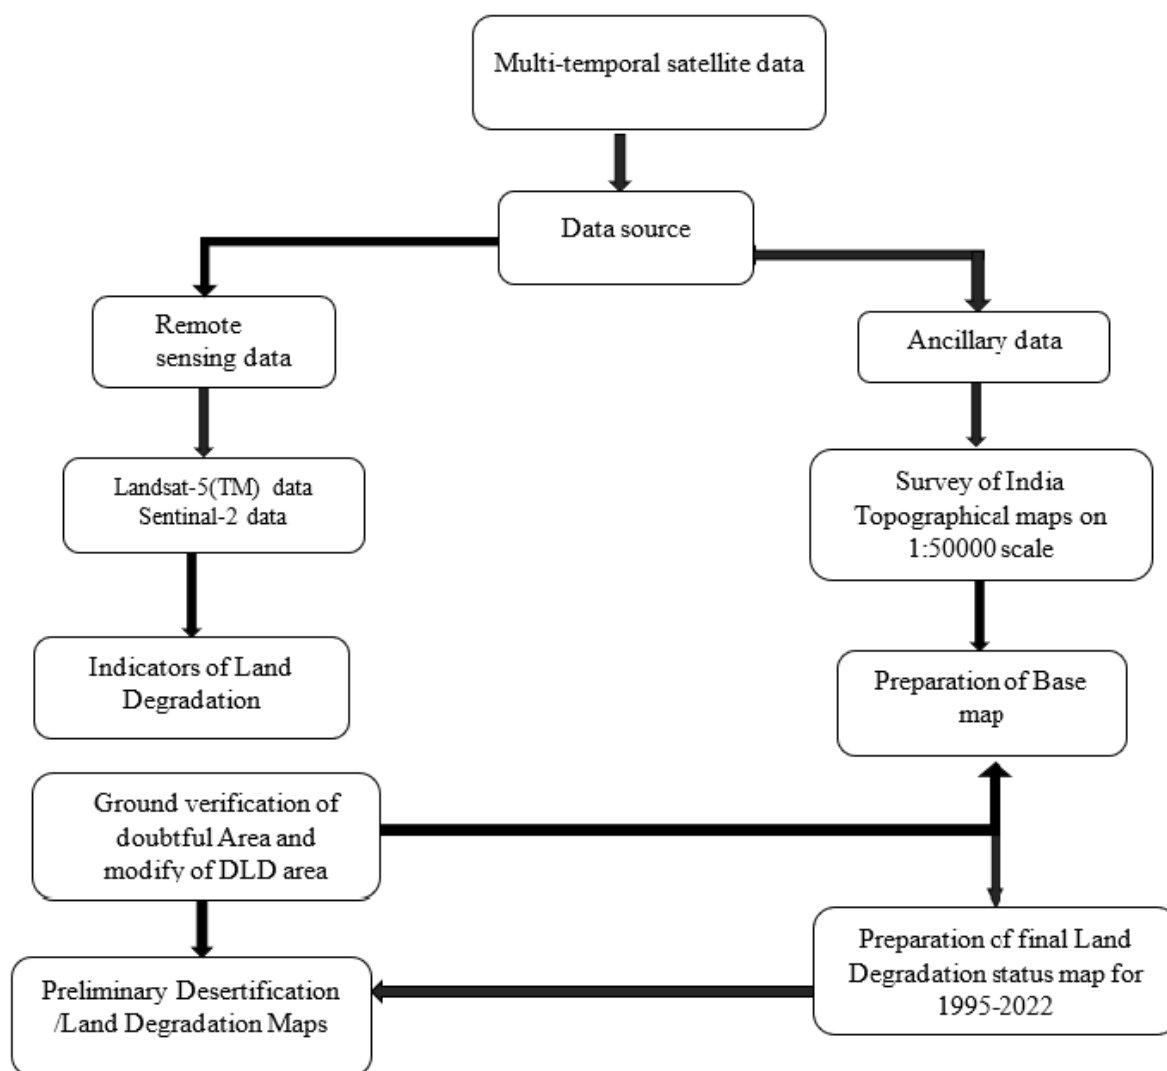 Multi-temporal satellite data
Data source
Remote
sensing data
Ancillary data
Landsat-5(TM) data
Sentinal-2 data
Survey of India
Topographical maps on
1:50000 scale
Indicators of Land
Degradation
Preparation of Base
map
Ground verification of
doubtful Area and
modify of DLD area
Preparation of final Land
Degradation status map for
1995-2022
Preliminary Desertification
/Land Degradation Maps